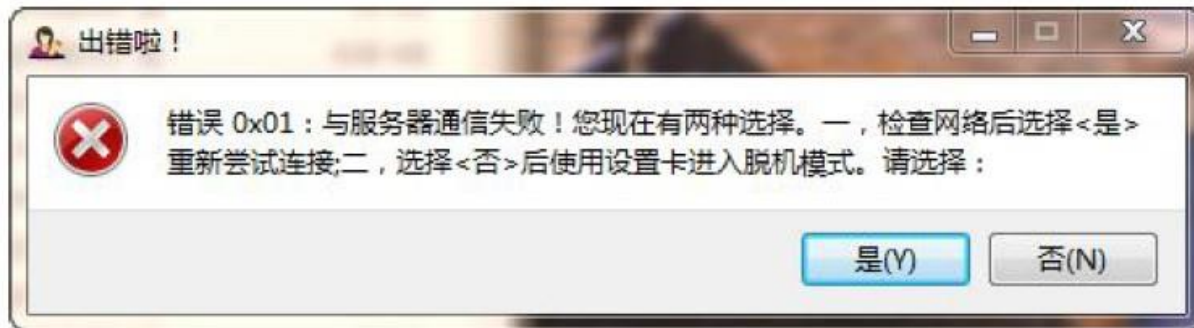 出错啦！
错误 0x01：与服务器通信失败！您现在有两种选择。一，检查网络后选择<是>
重新尝试连接;二，选择<否>后使用设置卡进入脱机模式。请选择：
是(Y) 否(N)